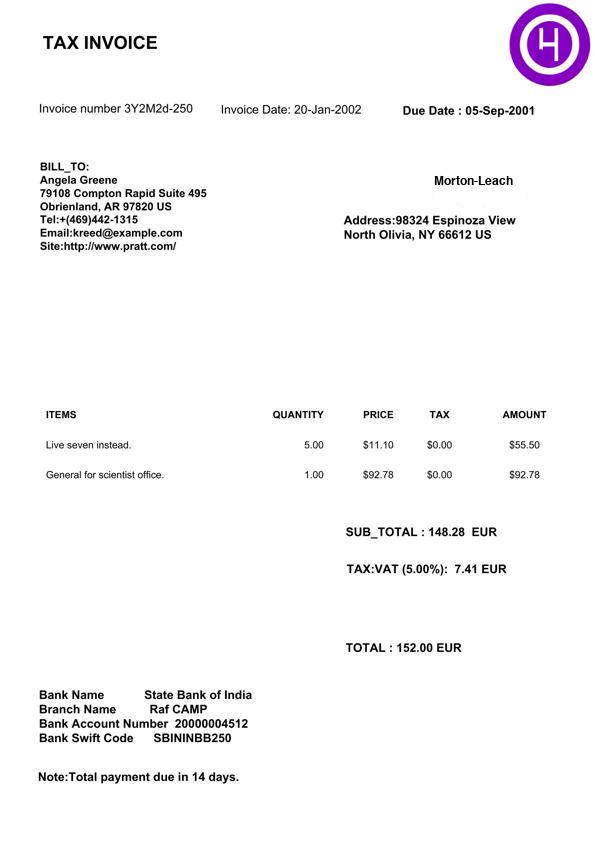 TAX INVOICE
Invoice number 3Y2M2d-250 Invoice Date: 20-Jan-2002 Due Date : 05-Sep-2001
BILL_TO:
Angela Greene
79108 Compton Rapid Suite 495
Obrienland, AR 97820 US
Tel:+(469)442-1315
Email:kreed@example.com
Site:http://www.pratt.com/
Morton-Leach
Address:98324 Espinoza View
North Olivia, NY 66612 US
ITEMS QUANTITY PRICE TAX AMOUNT
Live seven instead. 5.00 $11.10 $0.00 $55.50
General for scientist office. 1.00 $92.78 $0.00 $92.78
SUB_TOTAL : 148.28 EUR
TAX:VAT (5.00%): 7.41 EUR
TOTAL : 152.00 EUR
Bank Name State Bank of India
Branch Name Raf CAMP
Bank Account Number 20000004512
Bank Swift Code SBININBB250
Note:Total payment due in 14 days.